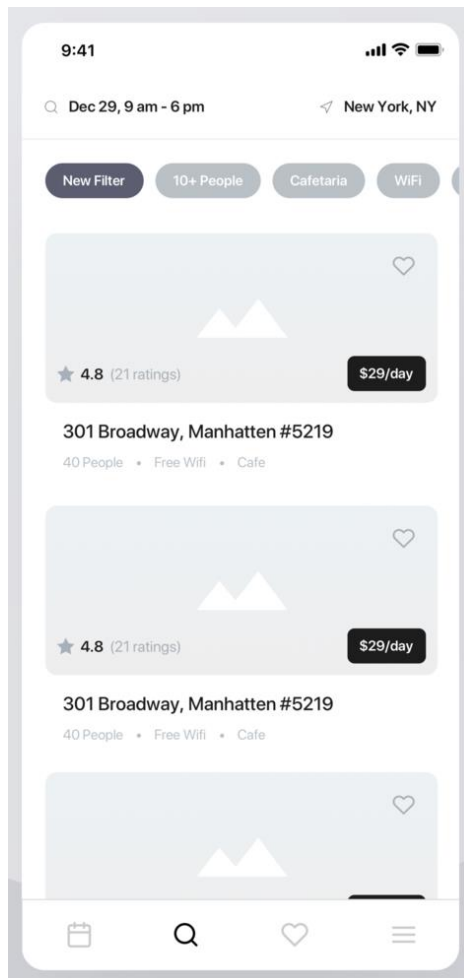 9:41
Dec 29, 9 am - 6 pm New York, NY
New Filter 10+ People Cafetaria WiFi
4.8 (21 ratings) $29/day
301 Broadway, Manhatten #5219
40 People • Free Wifi • Cafe
4.8 (21 ratings) $29/day
301 Broadway, Manhatten #5219
40 People • Free Wifi • Cafe